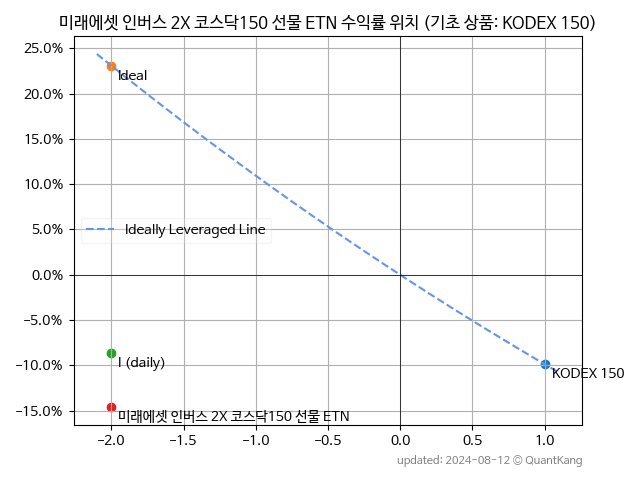 미래에셋 인버스 2X 코스닥150 선물 ETN 수익률 위치 (기초 상품: KODEX 150)
25.0%
Ideal
20.0%
15.0%
10.0%
5.0%
Ideally Leveraged Line
0.0%
−5.0%
I (daily)
−10.0%
KODEX 150
−15.0%
미래에셋 인버스 2X 코스닥150 선물 ETN
−2.0 −1.5 −1.0 −0.5 0.0 0.5 1.0
updated: 2024-08-12 © QuantKang